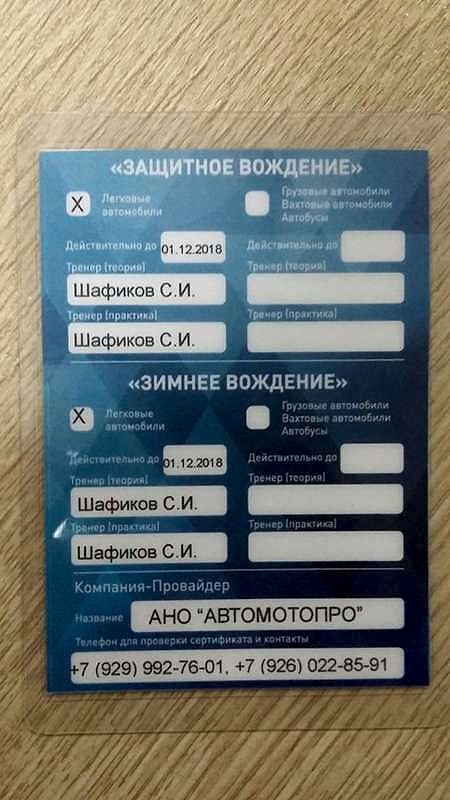 «ЗАЩИТНОЕ ВОЖДЕНИЕ»
X Легковые автомобили
Грузовые автомобили
Вахтовые автомобили
Автобусы
Действительно до 01.12.2018 Действительно до
Тренер (теория) Тренер (теория)
Шафиков С.И.
Тренер (практика) Тренер (практика)
Шафиков С.И.
«ЗИМНЕЕ ВОЖДЕНИЕ»
X Легковые автомобили
Грузовые автомобили
Вахтовые автомобили
Автобусы
Действительно до 01.12.2018 Действительно до
Тренер (теория) Тренер (теория)
Шафиков С.И.
Тренер (практика) Тренер (практика)
Шафиков С.И.
Компания-Провайдер
Название АНО "АВТОМОТОПРО"
Телефон для проверки сертификата и контакты
+7 (929) 992-76-01, +7 (926) 022-85-91